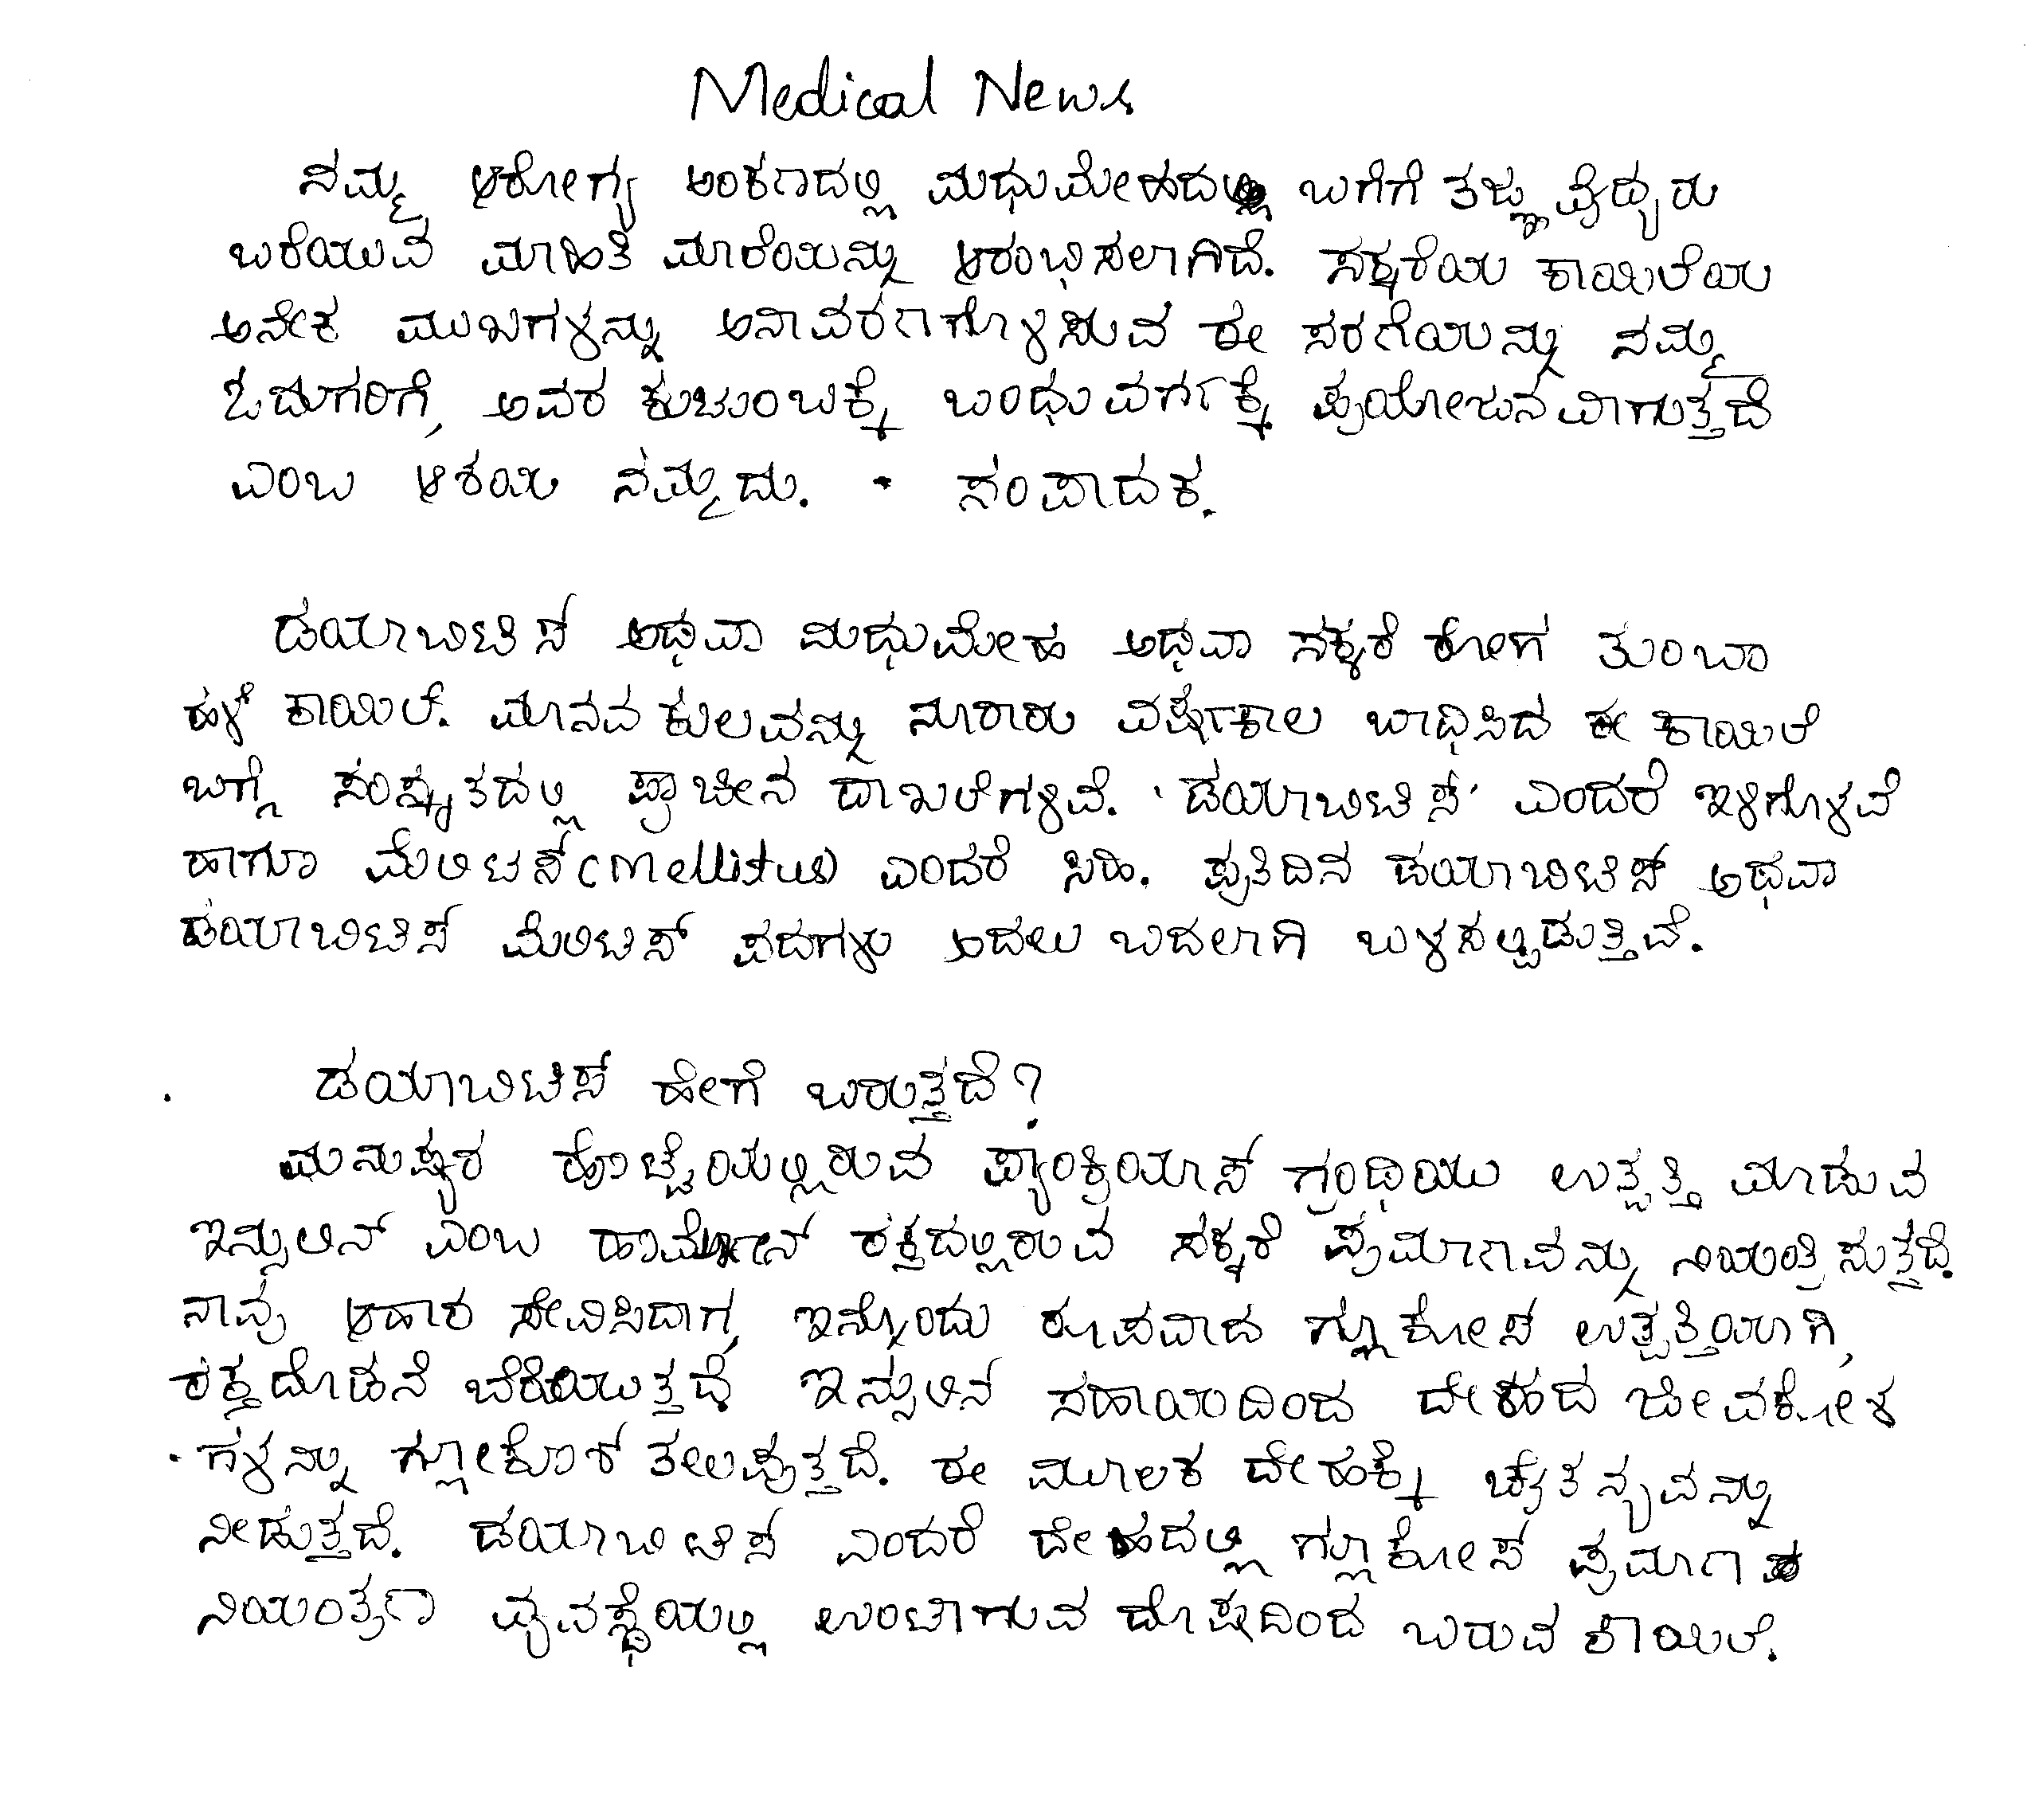 Medical News
ನಮ್ಮ ಆರೋಗ್ಯ ಅಂಕಣದಲ್ಲಿ ಮಧುಮೇಹದ ಬಗೆಗೆ ತಜ್ಞ ವೈದ್ಯರು
ಬರೆಯುವ ಮಾಹಿತಿ ಮಾಲೆಯನ್ನು ಆರಂಭಿಸಲಾಗಿದೆ. ಸಕ್ಕರೆಯ ಕಾಯಿಲೆಯ
ಅನೇಕ ಮುಖಗಳನ್ನು ಅನಾವರಣಗೊಳಿಸುವ ಈ ಸರಣಿಯನ್ನು ನಮ್ಮ
ಓದುಗರಿಗೆ, ಅವರ ಕುಟುಂಬಕ್ಕೆ ಬಂಧುವರ್ಗಕ್ಕೆ ಪ್ರಯೋಜನವಾಗುತ್ತದೆ
ಎಂಬ ಆಶಯ ನಮ್ಮದು. - ಸಂಪಾದಕ.
ಡಯಾಬಿಟಿಸ್ ಅಥವಾ ಮಧುಮೇಹ ಅಥವಾ ಸಕ್ಕರೆ ರೋಗ ತುಂಬಾ
ಹಳೆ ಕಾಯಿಲೆ. ಮಾನವ ಕುಲವನ್ನು ನೂರಾರು ವರ್ಷಕಾಲ ಬಾಧಿಸಿದ ಈ ಕಾಯಿಲೆ
ಬಗ್ಗೆ ಸಂಸ್ಕೃತದಲ್ಲಿ ಪ್ರಾಚೀನ ದಾಖಲೆಗಳಿವೆ. 'ಡಯಾಬಿಟಿಸ್' ಎಂದರೆ ಇಳಿಗೊಳವೆ
ಹಾಗೂ ಮೆಲಿಟಸ್ (Mellitus) ಎಂದರೆ ಸಿಹಿ. ಪ್ರತಿದಿನ ಡಯಾಬಿಟಿಸ್ ಅಥವಾ
ಡಯಾಬಿಟಿಸ್ ಮೆಲಿಟಸ್ ಪದಗಳು ಅದಲು ಬದಲಾಗಿ ಬಳಸಲ್ಪಡುತ್ತಿವೆ.
ಡಯಾಬಿಟಿಸ್ ಹೇಗೆ ಬರುತ್ತದೆ?
ಮನುಷ್ಯರ ಹೊಟ್ಟೆಯಲ್ಲಿರುವ ಪ್ಯಾಂಕ್ರಿಯಾಸ್ ಗ್ರಂಥಿಯು ಉತ್ಪತ್ತಿ ಮಾಡುವ
ಇನ್ಸುಲಿನ್ ಎಂಬ ಹಾರ್ಮೋನ್ ರಕ್ತದಲ್ಲಿರುವ ಸಕ್ಕರೆ ಪ್ರಮಾಣವನ್ನು ನಿಯಂತ್ರಿಸುತ್ತದೆ.
ನಾವು ಆಹಾರ ಸೇವಿಸಿದಾಗ, ಇನ್ನೊಂದು ರೂಪವಾದ ಗ್ಲೂಕೋಸ್ ಉತ್ಪತ್ತಿಯಾಗಿ,
ರಕ್ತದೊಡನೆ ಬೆರೆಯುತ್ತದೆ. ಇನ್ಸುಲಿನ್ ಸಹಾಯದಿಂದ ದೇಹದ ಜೀವಕೋಶ
ಗಳನ್ನು ಗ್ಲೂಕೋಸ್ ತಲುಪುತ್ತದೆ. ಈ ಮೂಲಕ ದೇಹಕ್ಕೆ ಚೈತನ್ಯವನ್ನು
ನೀಡುತ್ತದೆ. ಡಯಾಬಿಟಿಸ್ ಎಂದರೆ ದೇಹದಲ್ಲಿ ಗ್ಲೂಕೋಸ್ ಪ್ರಮಾಣ
ನಿಯಂತ್ರಣ ವ್ಯವಸ್ಥೆಯಲ್ಲಿ ಉಂಟಾಗುವ ದೋಷದಿಂದ ಬರುವ ಕಾಯಿಲೆ.